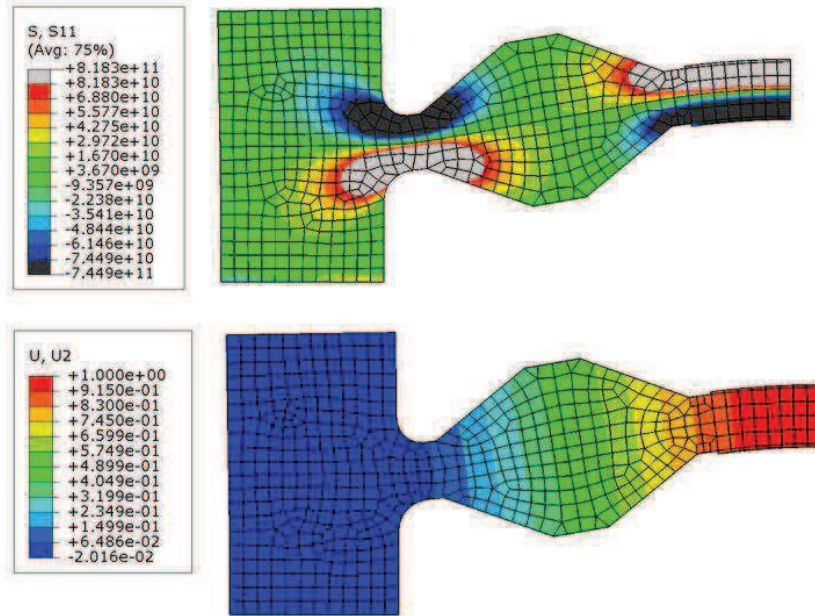 S, S11
(Avg: 75%)
+8.183e+11
+8.183e+10
+6.880e+10
+5.577e+10
+4.275e+10
+2.972e+10
+1.670e+10
+3.670e+09
-9.357e+09
-2.238e+10
-3.541e+10
-4.844e+10
-6.146e+10
-7.449e+10
-7.449e+11
U, U2
+1.000e+00
+9.150e-01
+8.300e-01
+7.450e-01
+6.599e-01
+5.749e-01
+4.899e-01
+4.049e-01
+3.199e-01
+2.349e-01
+1.499e-01
+6.486e-02
-2.016e-02